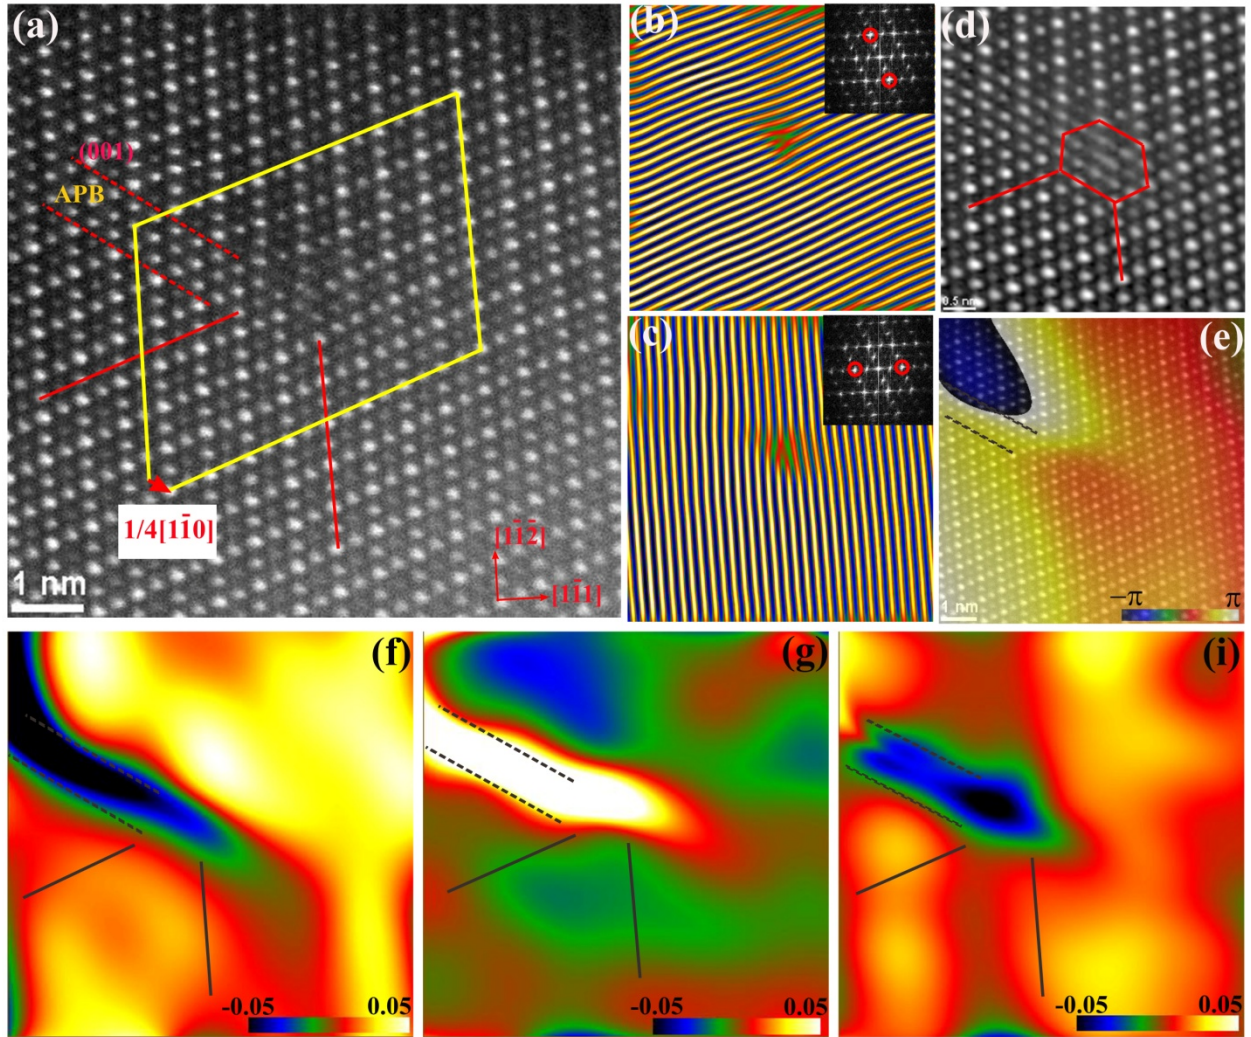 (a)
(001)
APB
1/4[11̄0]
[11̄2̄]
[11̄1]
1 nm
(b)
(c)
(d)
0.5 nm
(e)
1 nm
−π π
(f)
-0.05 0.05
(g)
-0.05 0.05
(i)
-0.05 0.05